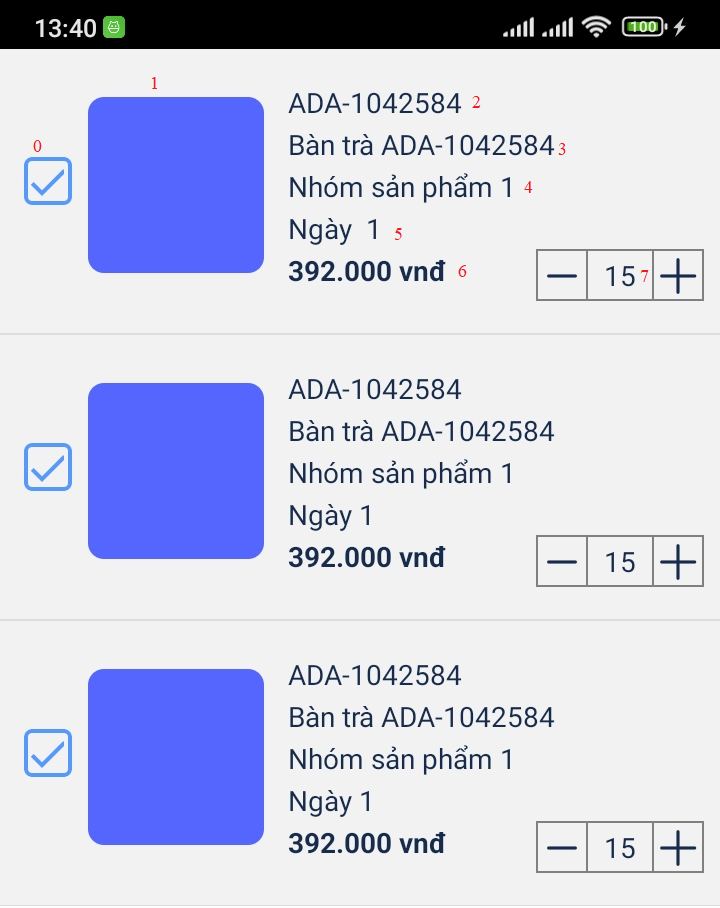 13:40 100
1
0
ADA-1042584 2
Bàn trà ADA-1042584 3
Nhóm sản phẩm 1 4
Ngày 1 5
392.000 vnđ 6
15 7
ADA-1042584
Bàn trà ADA-1042584
Nhóm sản phẩm 1
Ngày 1
392.000 vnđ
15
ADA-1042584
Bàn trà ADA-1042584
Nhóm sản phẩm 1
Ngày 1
392.000 vnđ
15